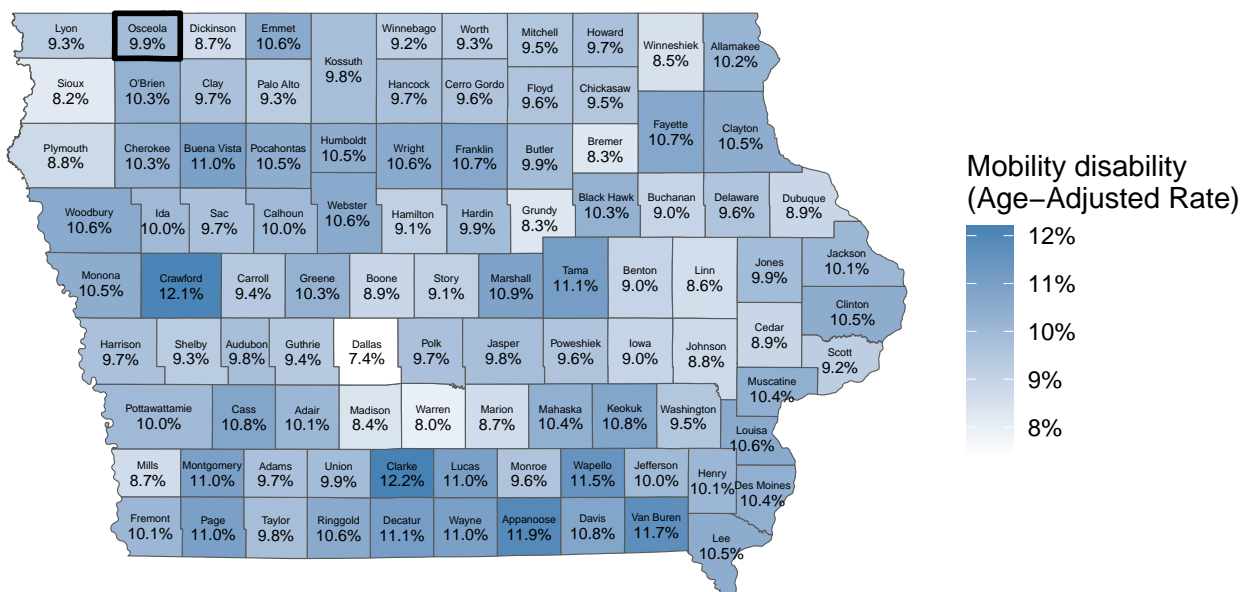 Lyon
9.3%
Osceola
9.9%
Dickinson
8.7%
Emmet
10.6%
Kossuth
9.8%
Winnebago
9.2%
Worth
9.3%
Mitchell
9.5%
Howard
9.7%
Winneshiek
8.5%
Allamakee
10.2%
Sioux
8.2%
O'Brien
10.3%
Clay
9.7%
Palo Alto
9.3%
Hancock
9.7%
Cerro Gordo
9.6%
Floyd
9.6%
Chickasaw
9.5%
Fayette
10.7%
Clayton
10.5%
Plymouth
8.8%
Cherokee
10.3%
Buena Vista
11.0%
Pocahontas
10.5%
Humboldt
10.5%
Wright
10.6%
Franklin
10.7%
Butler
9.9%
Bremer
8.3%
Woodbury
10.6%
Ida
10.0%
Sac
9.7%
Calhoun
10.0%
Webster
10.6%
Hamilton
9.1%
Hardin
9.9%
Grundy
8.3%
Black Hawk
10.3%
Buchanan
9.0%
Delaware
9.6%
Dubuque
8.9%
Monona
10.5%
Crawford
12.1%
Carroll
9.4%
Greene
10.3%
Boone
8.9%
Story
9.1%
Marshall
10.9%
Tama
11.1%
Benton
9.0%
Linn
8.6%
Jones
9.9%
Jackson
10.1%
Clinton
10.5%
Harrison
9.7%
Shelby
9.3%
Audubon
9.8%
Guthrie
9.4%
Dallas
7.4%
Polk
9.7%
Jasper
9.8%
Poweshiek
9.6%
Iowa
9.0%
Johnson
8.8%
Cedar
8.9%
Scott
9.2%
Muscatine
10.4%
Pottawattamie
10.0%
Cass
10.8%
Adair
10.1%
Madison
8.4%
Warren
8.0%
Marion
8.7%
Mahaska
10.4%
Keokuk
10.8%
Washington
9.5%
Louisa
10.6%
Mills
8.7%
Montgomery
11.0%
Adams
9.7%
Union
9.9%
Clarke
12.2%
Lucas
11.0%
Monroe
9.6%
Wapello
11.5%
Jefferson
10.0%
Henry
10.1%
Des Moines
10.4%
Fremont
10.1%
Page
11.0%
Taylor
9.8%
Ringgold
10.6%
Decatur
11.1%
Wayne
11.0%
Appanoose
11.9%
Davis
10.8%
Van Buren
11.7%
Lee
10.5%
Mobility disability
(Age−Adjusted Rate)
12%
11%
10%
9%
8%